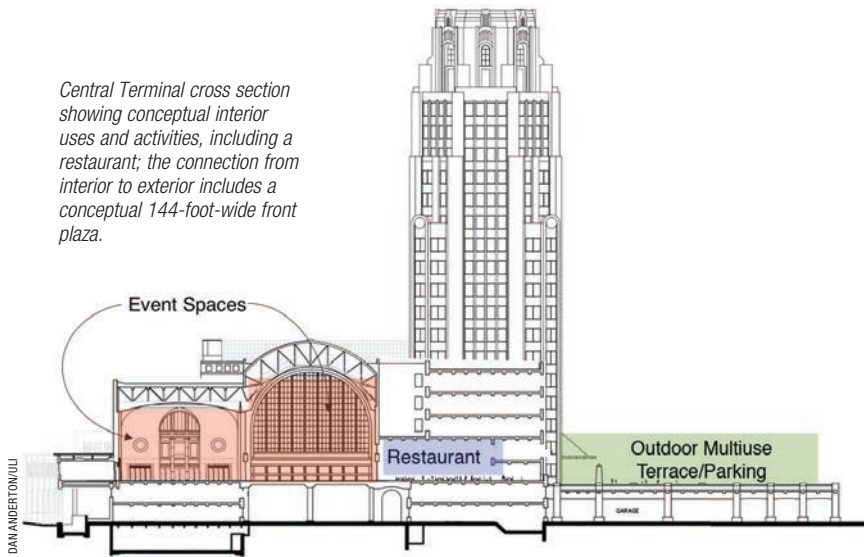 Central Terminal cross section
showing conceptual interior
uses and activities, including a
restaurant; the connection from
interior to exterior includes a
conceptual 144-foot-wide front
plaza.
Event Spaces
Restaurant
Outdoor Multiuse
Terrace/Parking
GARAGE
DAN ANDERTON/ULI